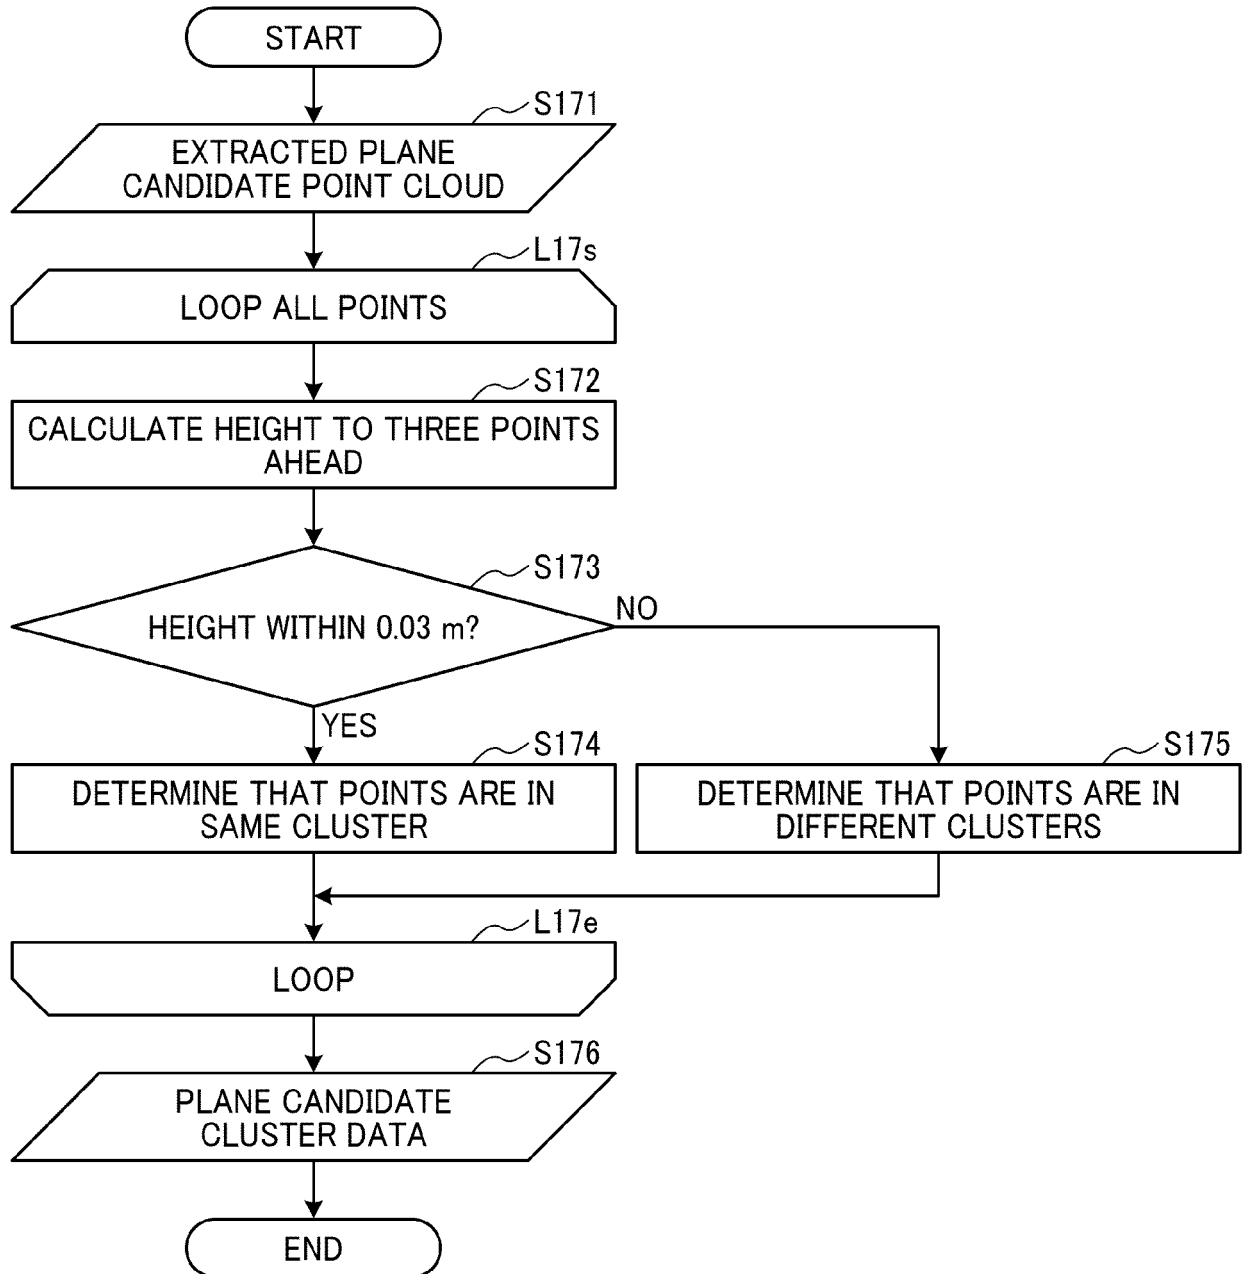 START
S171
EXTRACTED PLANE
CANDIDATE POINT CLOUD
L17s
LOOP ALL POINTS
S172
CALCULATE HEIGHT TO THREE POINTS
AHEAD
S173
HEIGHT WITHIN 0.03 m?
NO
YES
S174
DETERMINE THAT POINTS ARE IN
SAME CLUSTER
S175
DETERMINE THAT POINTS ARE IN
DIFFERENT CLUSTERS
L17e
LOOP
S176
PLANE CANDIDATE
CLUSTER DATA
END